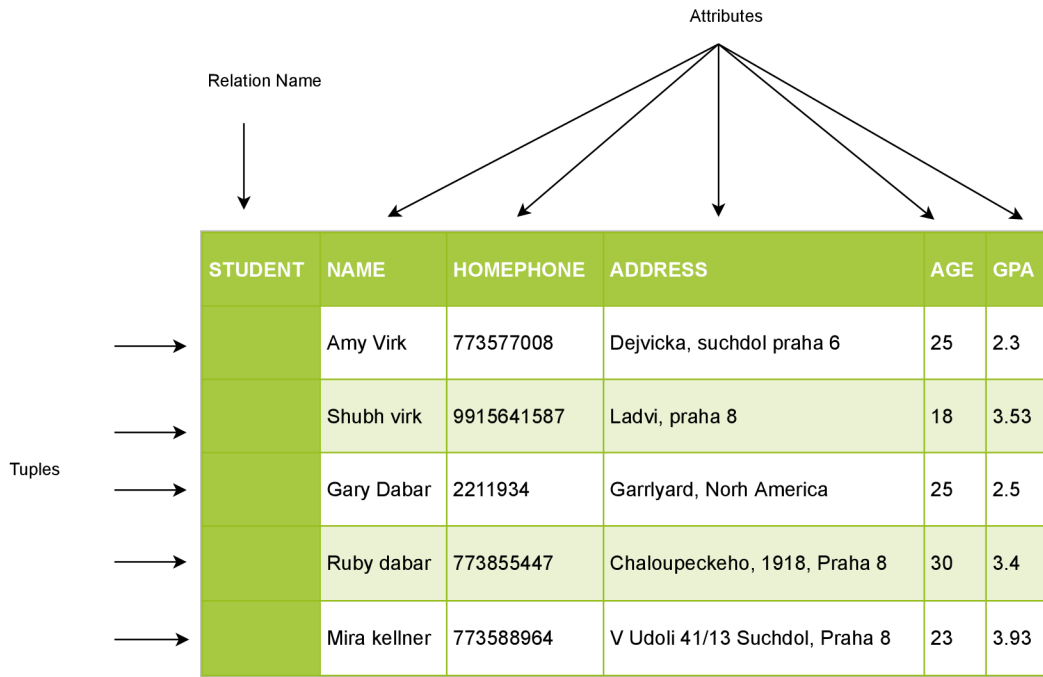 Attributes
Relation Name
STUDENT NAME HOMEPHONE ADDRESS AGE GPA
Amy Virk 773577008 Dejvicka, suchdol praha 6 25 2.3
Shubh virk 9915641587 Ladvi, praha 8 18 3.53
Tuples
Gary Dabar 2211934 Garrlyard, Norh America 25 2.5
Ruby dabar 773855447 Chaloupeckeho, 1918, Praha 8 30 3.4
Mira kellner 773588964 V Udoli 41/13 Suchdol, Praha 8 23 3.93